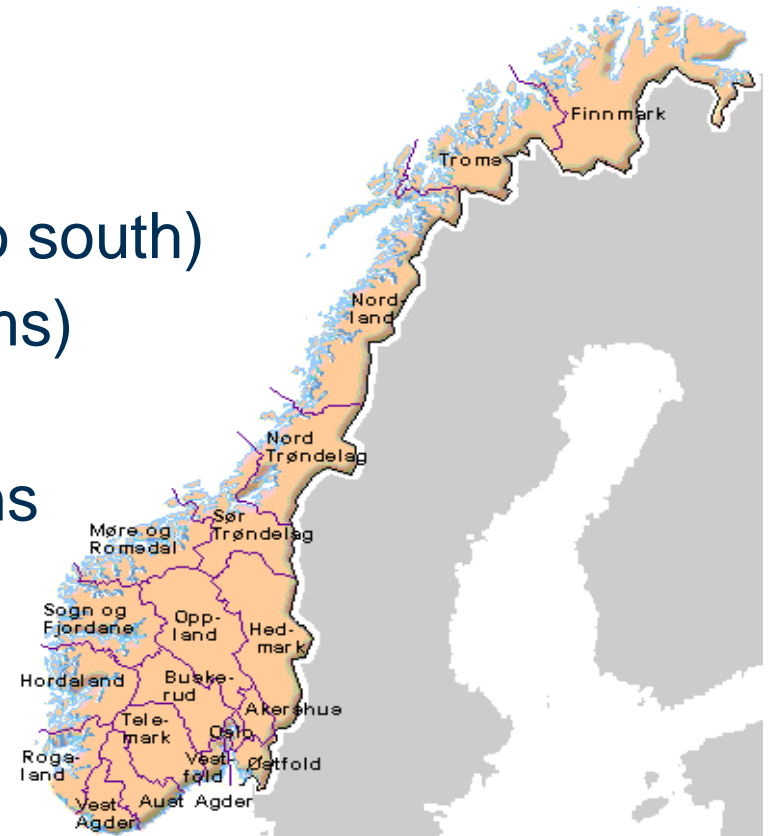 o south)
ns)
ns
Finnmark
Troms
Nord-
land
Nord
Trøndelag
Sør
Trøndelag
Møre og
Romsdal
Sogn og
Fjordane
Opp-
land
Hed-
mark
Hordaland
Buske-
rud
Akershus
Tele-
mark
Oslo
Roga-
land
Vest-
fold
Østfold
Vest
Agder
Aust Agder